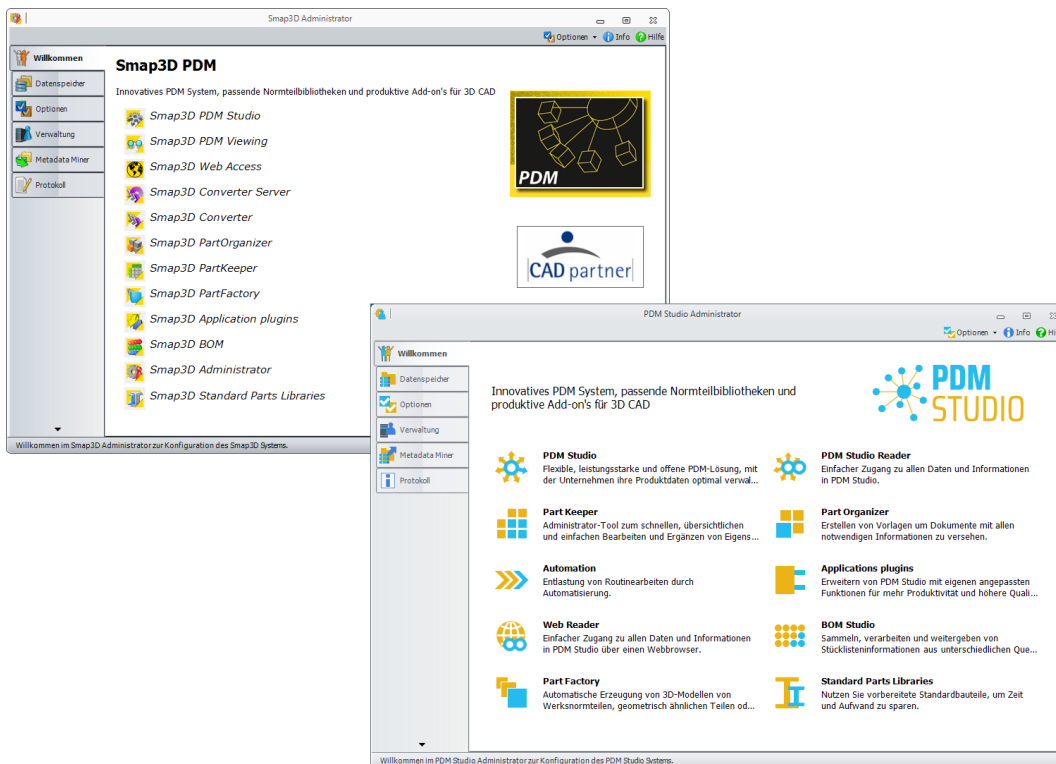 Smap3D Administrator
Optionen
Info
Hilfe
Willkommen
Datenspeicher
Optionen
Verwaltung
Metadata Miner
Protokoll
Smap3D PDM
Innovatives PDM System, passende Normteilbibliotheken und produktive Add-on's für 3D CAD
Smap3D PDM Studio
Smap3D PDM Viewing
Smap3D Web Access
Smap3D Converter Server
Smap3D Converter
Smap3D PartOrganizer
Smap3D PartKeeper
Smap3D PartFactory
Smap3D Application plugins
Smap3D BOM
Smap3D Administrator
Smap3D Standard Parts Libraries
PDM
CAD partner
Willkommen im Smap3D Administrator zur Konfiguration des Smap3D Systems.
PDM Studio Administrator
Optionen
Info
Hi
Willkommen
Datenspeicher
Optionen
Verwaltung
Metadata Miner
Protokoll
Innovatives PDM System, passende Normteilbibliotheken und
produktive Add-on's für 3D CAD
PDM
STUDIO
PDM Studio
Flexible, leistungsstarke und offene PDM-Lösung, mit
der Unternehmen ihre Produktdaten optimal verwal...
PDM Studio Reader
Einfacher Zugang zu allen Daten und Informationen
in PDM Studio.
Part Keeper
Administrator-Tool zum schnellen, übersichtlichen
und einfachen Bearbeiten und Ergänzen von Eigens...
Part Organizer
Erstellen von Vorlagen um Dokumente mit allen
notwendigen Informationen zu versehen.
Automation
Entlastung von Routinearbeiten durch
Automatisierung.
Applications plugins
Erweitern von PDM Studio mit eigenen angepassten
Funktionen für mehr Produktivität und höhere Quali...
Web Reader
Einfacher Zugang zu allen Daten und Informationen
in PDM Studio über einen Webbrowser.
BOM Studio
Sammeln, verarbeiten und weitergeben von
Stücklisteninformationen aus unterschiedlichen Que...
Part Factory
Automatische Erzeugung von 3D-Modellen von
Werksnormteilen, geometrisch ähnlichen Teilen od...
Standard Parts Libraries
Nutzen Sie vorbereitete Standardbauteile, um Zeit
und Aufwand zu sparen.
Willkommen im PDM Studio Administrator zur Konfiguration des PDM Studio Systems.